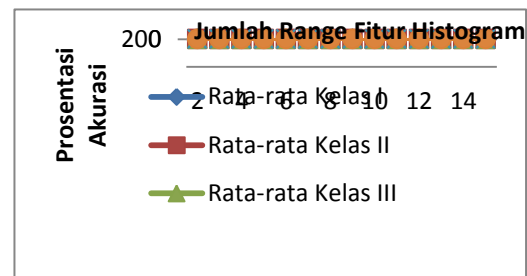 Jumlah Range Fitur Histogram
200
Prosentasi
Akurasi
2 4 6 8 10 12 14
Rata-rata Kelas I
Rata-rata Kelas II
Rata-rata Kelas III